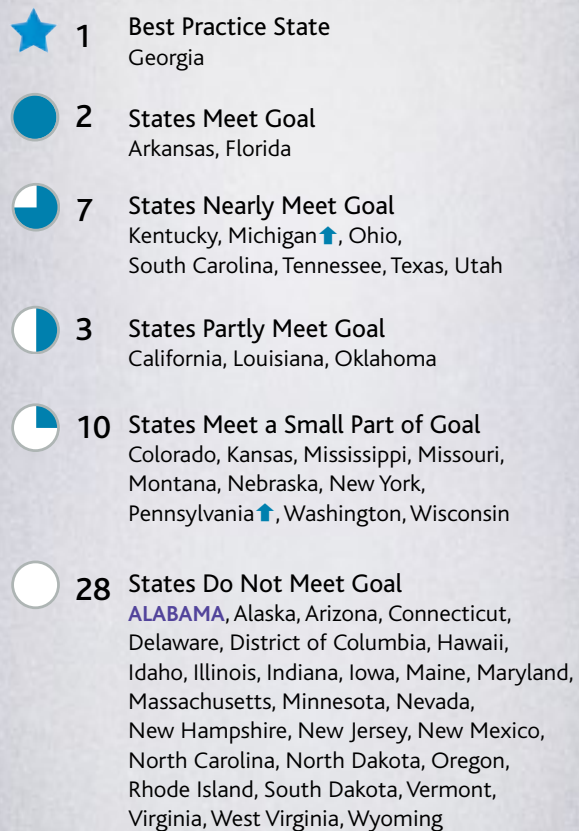 1 Best Practice State
Georgia
2 States Meet Goal
Arkansas, Florida
7 States Nearly Meet Goal
Kentucky, Michigan⬆, Ohio,
South Carolina, Tennessee, Texas, Utah
3 States Partly Meet Goal
California, Louisiana, Oklahoma
10 States Meet a Small Part of Goal
Colorado, Kansas, Mississippi, Missouri,
Montana, Nebraska, New York,
Pennsylvania⬆, Washington, Wisconsin
28 States Do Not Meet Goal
ALABAMA, Alaska, Arizona, Connecticut,
Delaware, District of Columbia, Hawaii,
Idaho, Illinois, Indiana, Iowa, Maine, Maryland,
Massachusetts, Minnesota, Nevada,
New Hampshire, New Jersey, New Mexico,
North Carolina, North Dakota, Oregon,
Rhode Island, South Dakota, Vermont,
Virginia, West Virginia, Wyoming